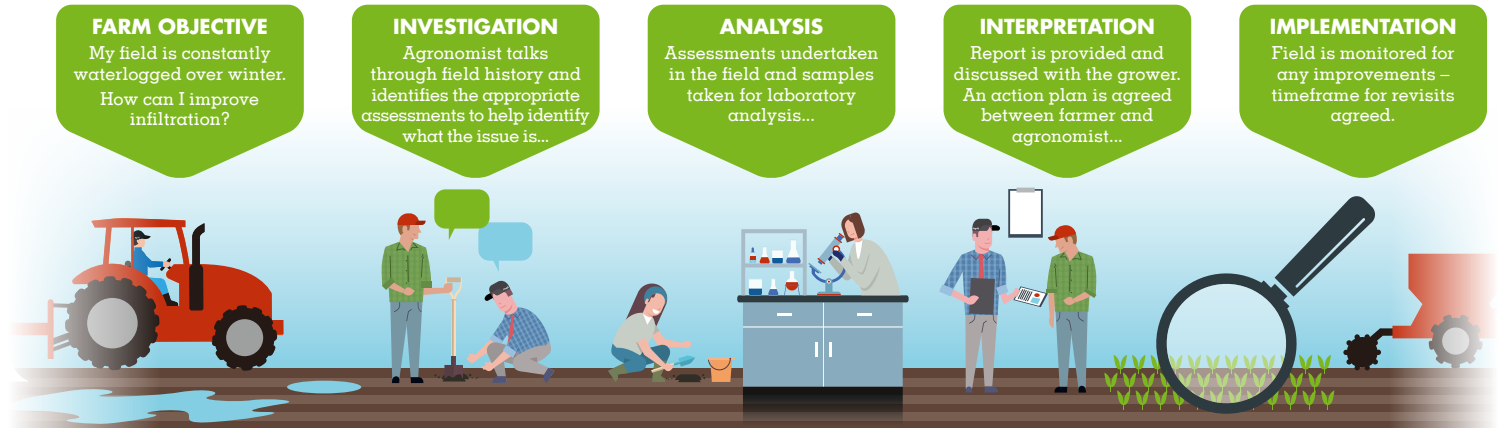 FARM OBJECTIVE
My field is constantly
waterlogged over winter.
How can I improve
infiltration?
INVESTIGATION
Agronomist talks
through field history and
identifies the appropriate
assessments to help identify
what the issue is...
ANALYSIS
Assessments undertaken
in the field and samples
taken for laboratory
analysis...
INTERPRETATION
Report is provided and
discussed with the grower.
An action plan is agreed
between farmer and
agronomist...
IMPLEMENTATION
Field is monitored for
any improvements –
timeframe for revisits
agreed.